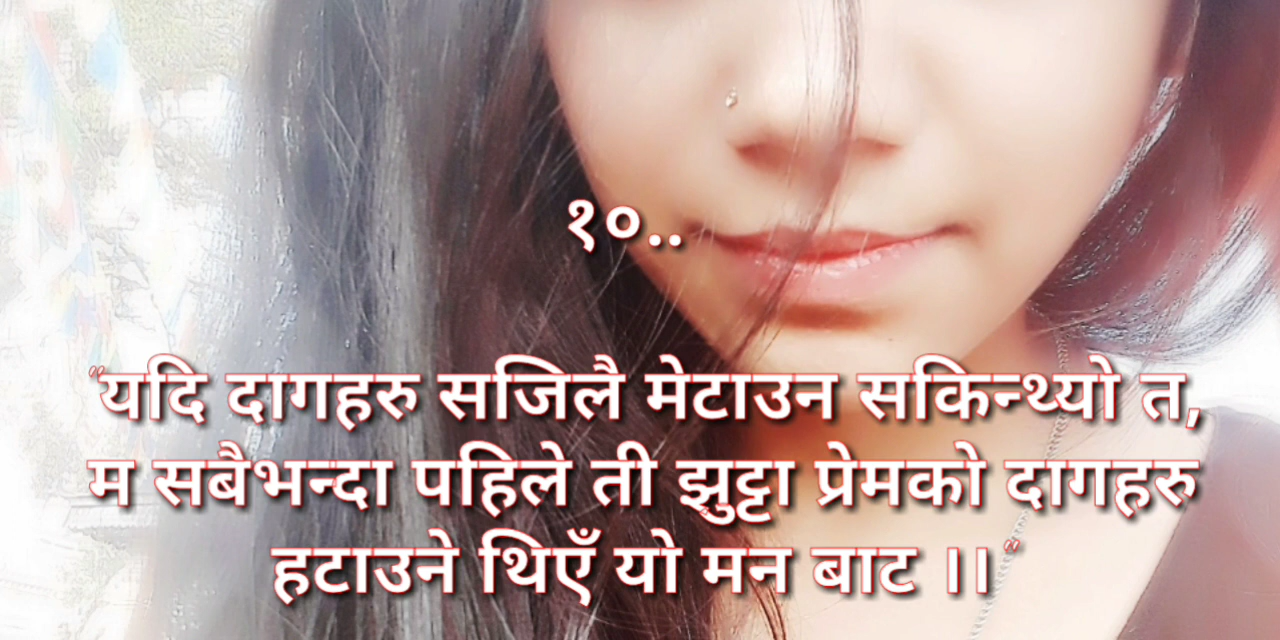 १०..
"यदि दागहरु सजिलै मेटाउन सकिन्थ्यो त,
म सबैभन्दा पहिले ती झुट्टा प्रेमको दागहरु
हटाउने थिएँ यो मन बाट ।।"